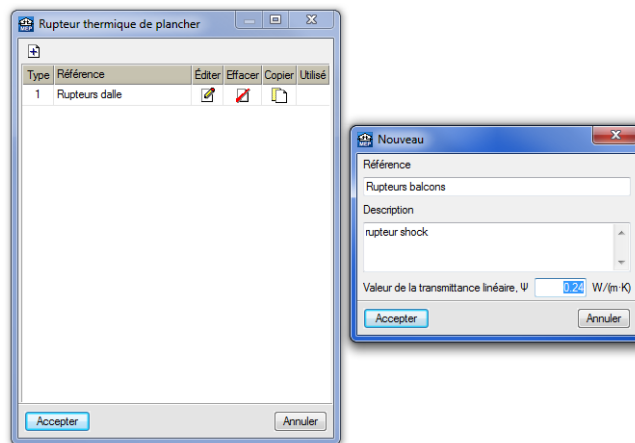 Rupteur thermique de plancher
Type Référence Éditer Effacer Copier Utilisé
1 Rupteurs dalle
Accepter Annuler
Nouveau
Référence
Rupteurs balcons
Description
rupteur shock
Valeur de la transmittance linéaire, Ψ 0.24 W/(m·K)
Accepter Annuler